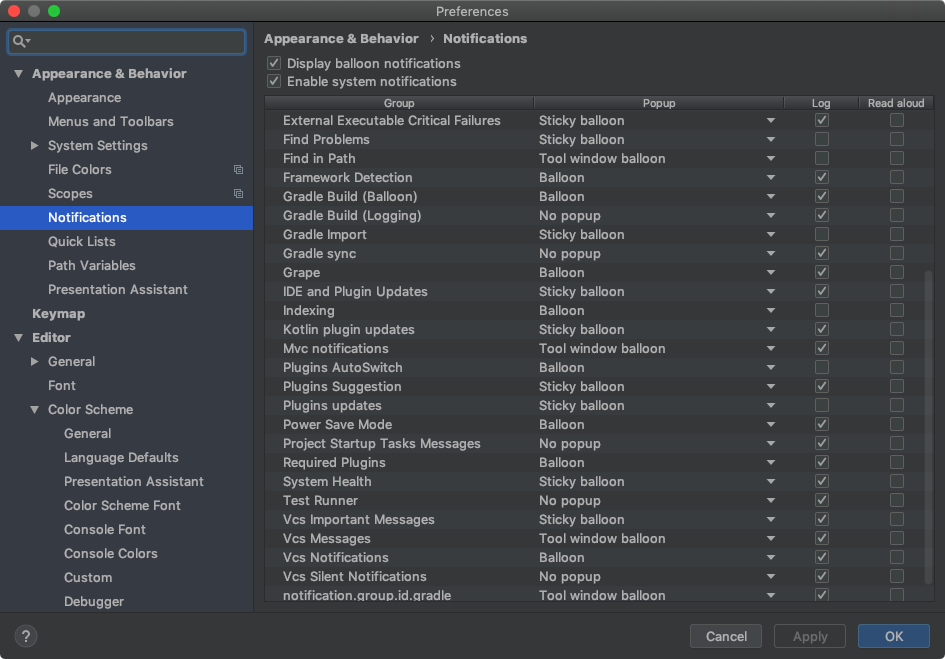 Preferences
Appearance & Behavior
Appearance
Menus and Toolbars
System Settings
File Colors
Scopes
Notifications
Quick Lists
Path Variables
Presentation Assistant
Keymap
Editor
General
Font
Color Scheme
General
Language Defaults
Presentation Assistant
Color Scheme Font
Console Font
Console Colors
Custom
Debugger
Appearance & Behavior › Notifications
Display balloon notifications
Enable system notifications
Group Popup Log Read aloud
External Executable Critical Failures Sticky balloon
Find Problems Sticky balloon
Find in Path Tool window balloon
Framework Detection Balloon
Gradle Build (Balloon) Balloon
Gradle Build (Logging) No popup
Gradle Import Sticky balloon
Gradle sync No popup
Grape Balloon
IDE and Plugin Updates Sticky balloon
Indexing Balloon
Kotlin plugin updates Sticky balloon
Mvc notifications Tool window balloon
Plugins AutoSwitch Balloon
Plugins Suggestion Sticky balloon
Plugins updates Sticky balloon
Power Save Mode Balloon
Project Startup Tasks Messages No popup
Required Plugins Balloon
System Health Sticky balloon
Test Runner No popup
Vcs Important Messages Sticky balloon
Vcs Messages Tool window balloon
Vcs Notifications Balloon
Vcs Silent Notifications No popup
notification.group.id.gradle Tool window balloon
? Cancel Apply OK